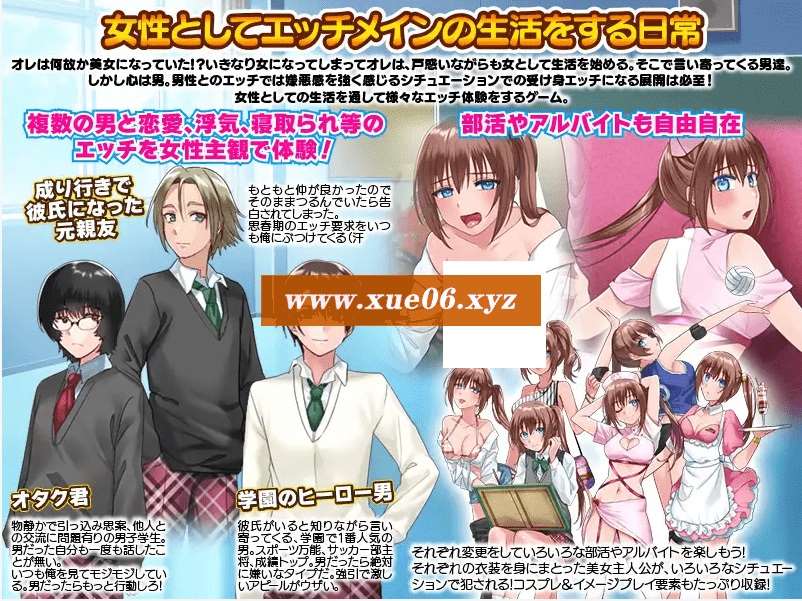 女性としてエッチメインの生活をする日常
オレは何故か美女になっていた!?いきなり女になってしまってオレは、戸惑いながらも女として生活を始める。そこで言い寄ってくる男達。
しかし心は男。男性とのエッチでは嫌悪感を強く感じるシチュエーションでの受け身エッチになる展開は必至!
女性としての生活を通して様々なエッチ体験をするゲーム。
複数の男と恋愛、浮気、寝取られ等の
エッチを女性主観で体験!
成り行きで
彼氏になった
元親友
もともと仲が良かったので
そのままつるんでいたら告
白されてしまった。
思春期のエッチ要求をいつ
も俺にぶつけてくる(汗
オタク君
物静かで引っ込み思案、他人と
の交流に問題有りの男子学生。
男だった自分も一度も話したこ
とが無い。
いつも俺を見てモジモジしてい
る。男だったらもっと行動しろ!
学園のヒーロー男
彼氏がいると知りながら言い
寄ってくる、学園で1番人気の
男。スポーツ万能、サッカー部主
将、成績トップ。男だったら絶対
に嫌いなタイプだ。強引で激し
いアピールがウザい。
部活やアルバイトも自由自在
www.xue06.xyz
それぞれ変更をしていろいろな部活やアルバイトを楽しもう!
それぞれの衣装を身にまとった美女主人公が、いろいろなシチュエー
ションで犯される!コスプレ&イメージプレイ要素もたっぷり収録!